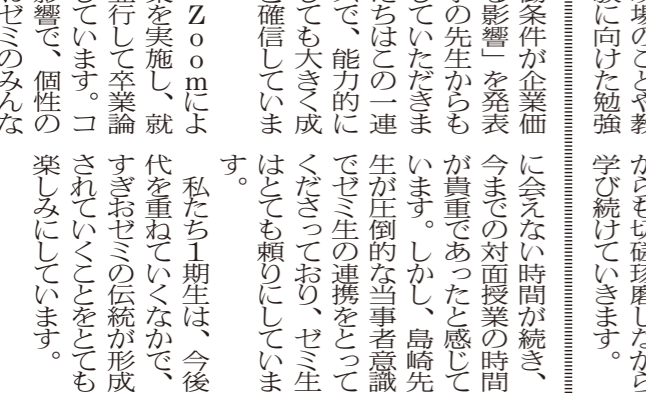 場のことや教
に向けた勉強
からも切磋琢磨しながら
学び続けていきます。
条件が企業価
る影響」を発表
の先生からも
していただきま
ちはこの一連
で、能力的に
しても大きく成
と確信していま
Ｚｏｏｍによ
業を実施し、就
並行して卒業論
しています。コ
影響で、個性の
ゼミのみんな
に会えない時間が続き、
今までの対面授業の時間
が貴重であったと感じて
います。しかし、島崎先
生が圧倒的な当事者意識
でゼミ生の連携をとって
くださっており、ゼミ生
はとても頼りにしていま
す。
私たち１期生は、今後
代を重ねていくなかで、
すぎおゼミの伝統が形成
されていくことをとても
楽しみにしています。